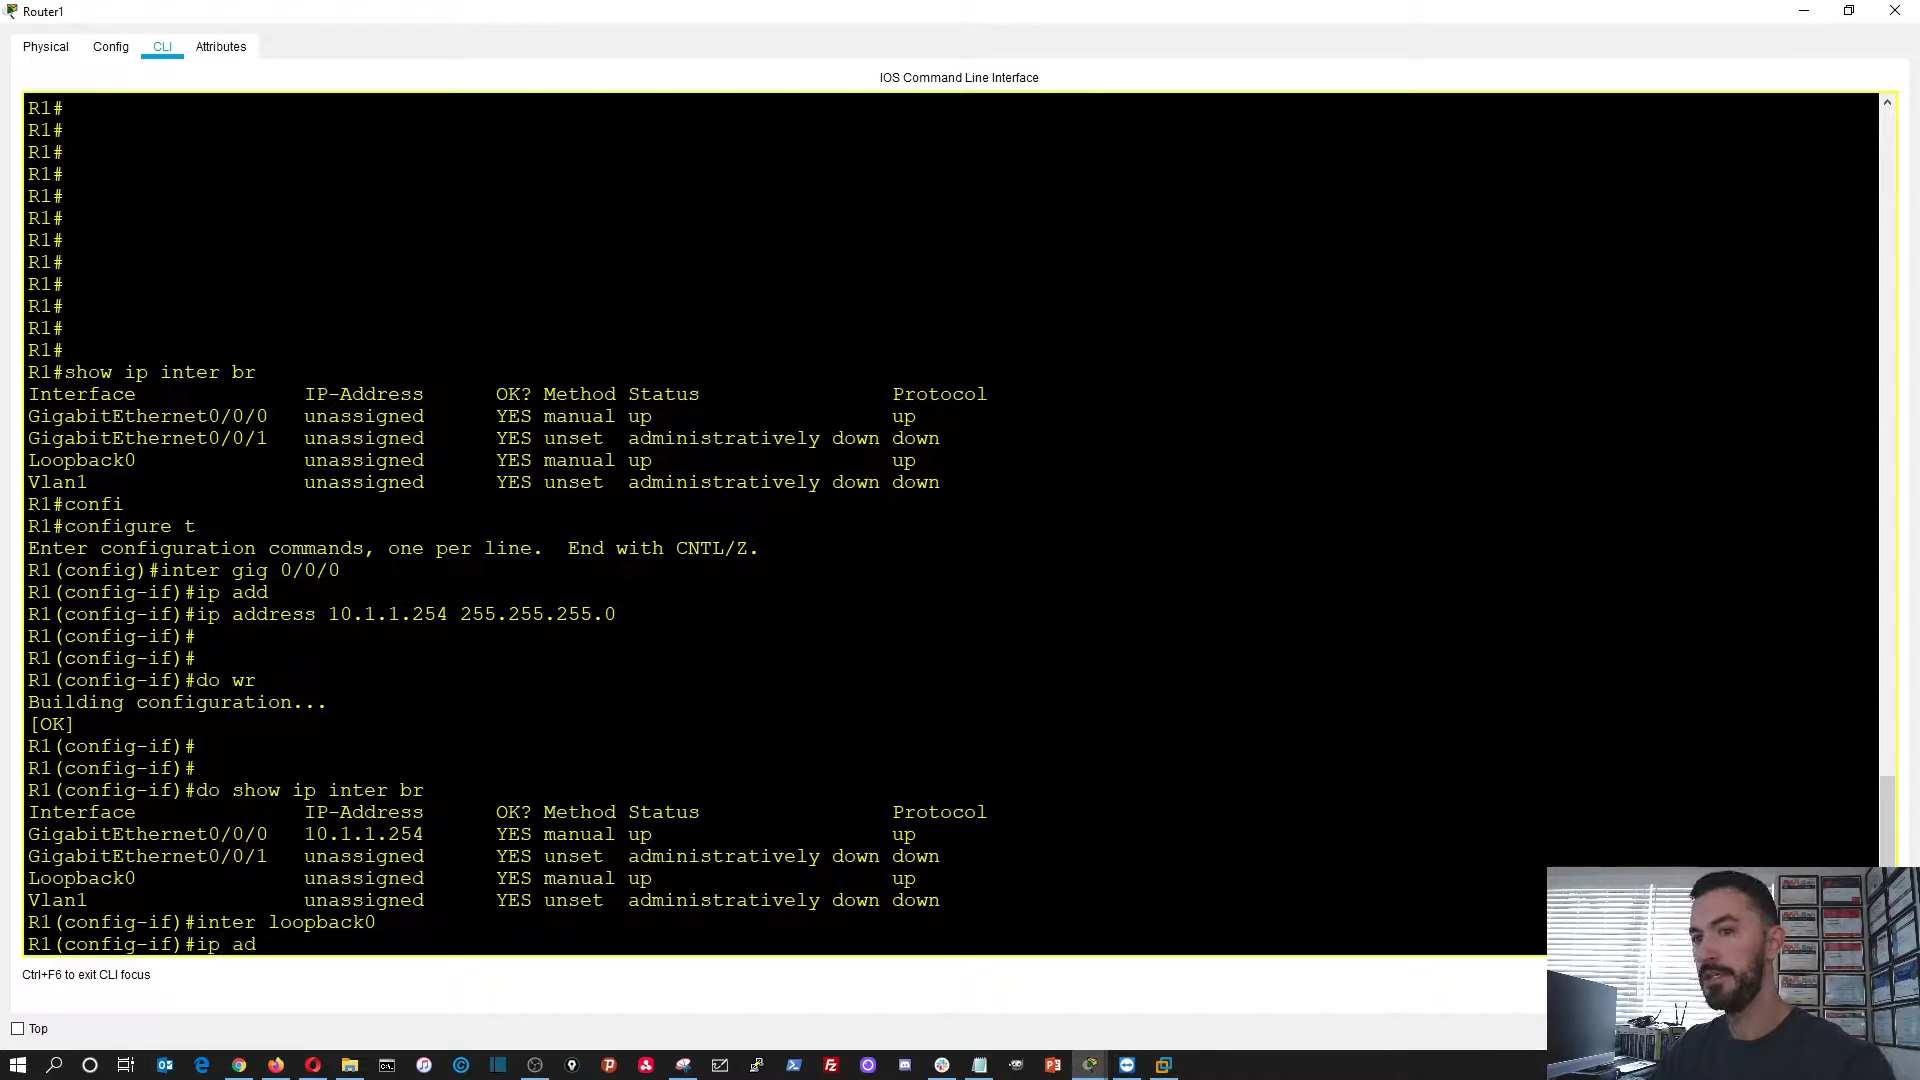 Router1
Physical Config CLI Attributes
IOS Command Line Interface
R1#
R1#
R1#
R1#
R1#
R1#
R1#
R1#
R1#
R1#
R1#
R1#
R1#show ip inter br
Interface IP-Address OK? Method Status Protocol
GigabitEthernet0/0/0 unassigned YES manual up up
GigabitEthernet0/0/1 unassigned YES unset administratively down down
Loopback0 unassigned YES manual up up
Vlan1 unassigned YES unset administratively down down
R1#confi
R1#configure t
Enter configuration commands, one per line. End with CNTL/Z.
R1(config)#inter gig 0/0/0
R1(config-if)#ip add
R1(config-if)#ip address 10.1.1.254 255.255.255.0
R1(config-if)#
R1(config-if)#
R1(config-if)#do wr
Building configuration...
[OK]
R1(config-if)#
R1(config-if)#
R1(config-if)#do show ip inter br
Interface IP-Address OK? Method Status Protocol
GigabitEthernet0/0/0 10.1.1.254 YES manual up up
GigabitEthernet0/0/1 unassigned YES unset administratively down down
Loopback0 unassigned YES manual up up
Vlan1 unassigned YES unset administratively down down
R1(config-if)#inter loopback0
R1(config-if)#ip ad
Ctrl+F6 to exit CLI focus
Top